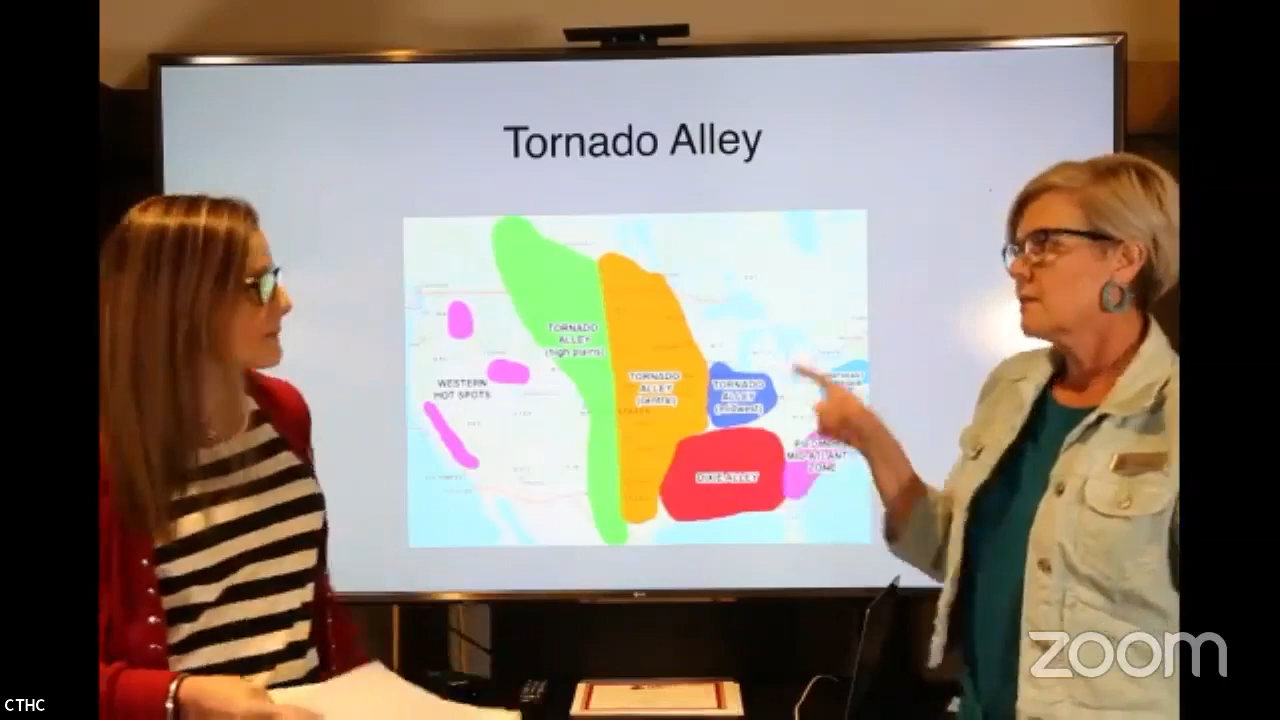 Tornado Alley
TORNADO
ALLEY
(high plains)
WESTERN
HOT SPOTS
TORNADO
ALLEY
(central)
TORNADO
ALLEY
(midwest)
DIXIE ALLEY
MID-ATLANT
ZONE
zoom
CTHC